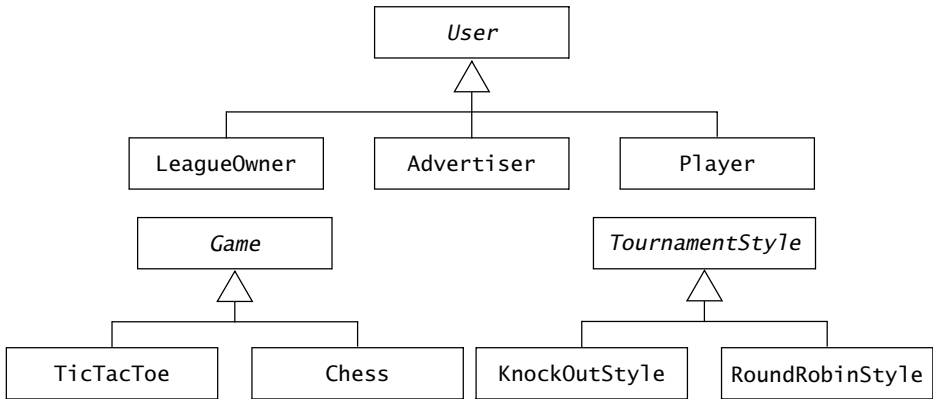 User
LeagueOwner
Advertiser
Player
Game
TournamentStyle
TicTacToe
Chess
KnockOutStyle
RoundRobinStyle